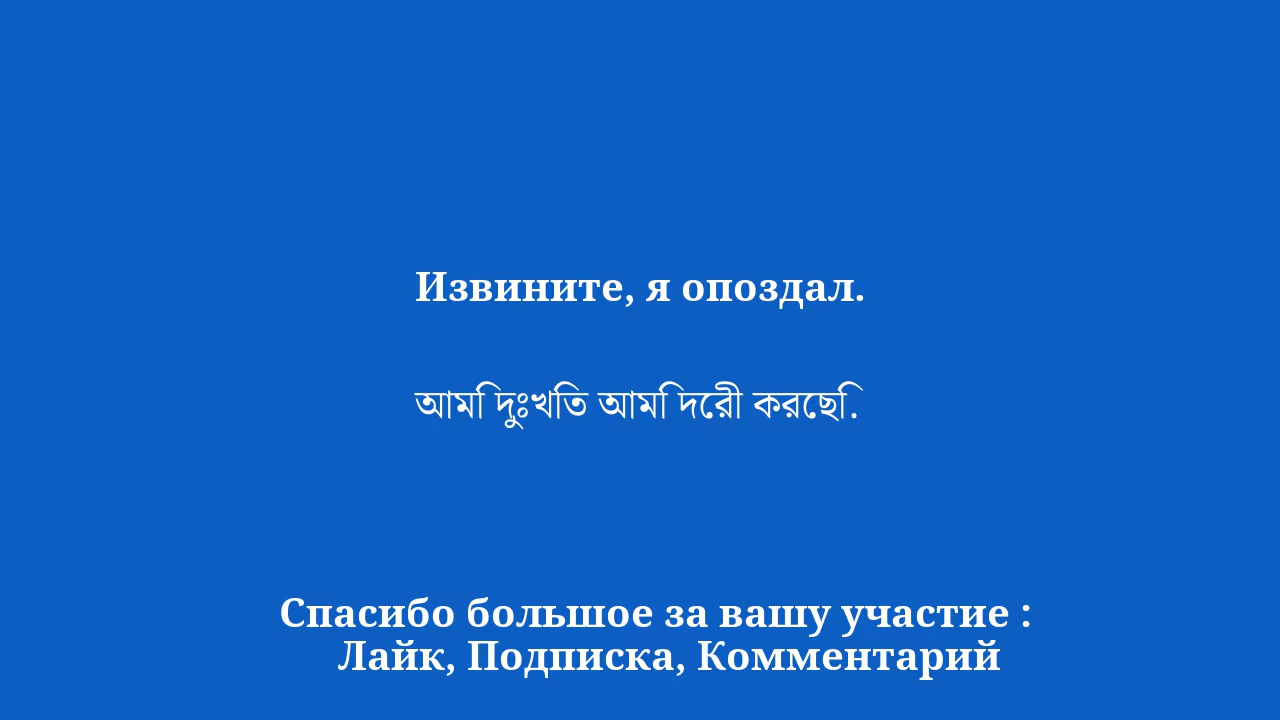 Извините, я опоздал.
আমি দুঃখিত আমি দেরী করেছি.
Спасибо большое за вашу участие :
Лайк, Подписка, Комментарий